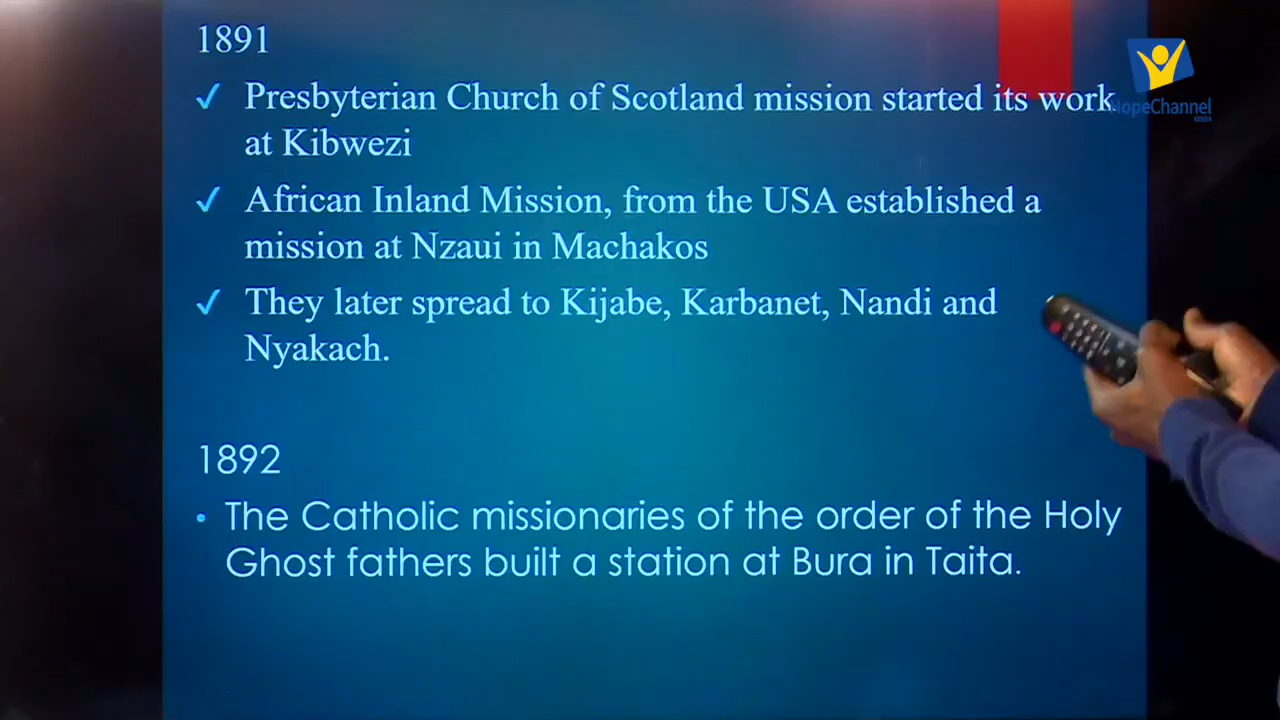 1891
✓ Presbyterian Church of Scotland mission started its work
at Kibwezi
✓ African Inland Mission, from the USA established a
mission at Nzaui in Machakos
✓ They later spread to Kijabe, Karbanet, Nandi and
Nyakach.
1892
• The Catholic missionaries of the order of the Holy
Ghost fathers built a station at Bura in Taita.
HopeChannel
KENYA